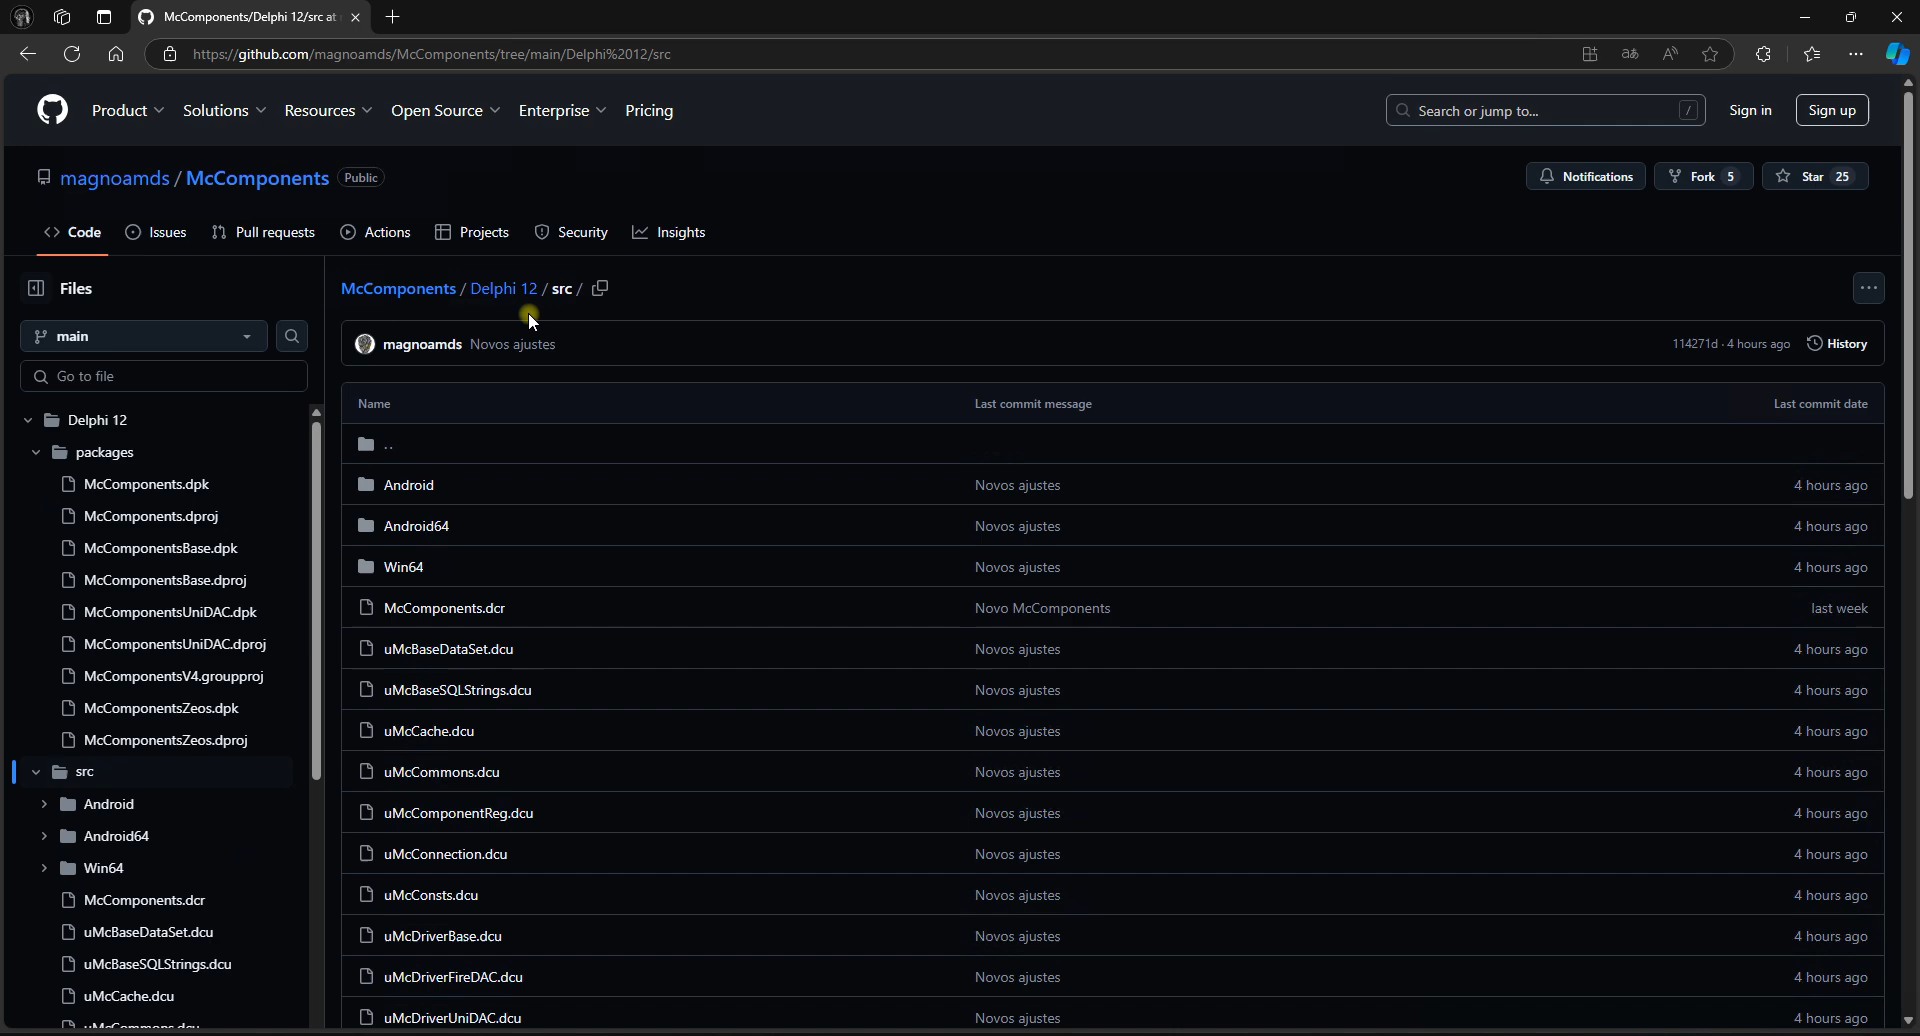 McComponents/Delphi 12/src at
https://github.com/magnoamds/McComponents/tree/main/Delphi%2012/src
Product Solutions Resources Open Source Enterprise Pricing
Search or jump to... /
Sign in
Sign up
magnoamds / McComponents Public
Notifications
Fork 5
Star 25
Code Issues Pull requests Actions Projects Security Insights
Files
main
Go to file
Delphi 12
packages
McComponents.dpk
McComponents.dproj
McComponentsBase.dpk
McComponentsBase.dproj
McComponentsUniDAC.dpk
McComponentsUniDAC.dproj
McComponentsV4.groupproj
McComponentsZeos.dpk
McComponentsZeos.dproj
src
Android
Android64
Win64
McComponents.dcr
uMcBaseDataSet.dcu
uMcBaseSQLStrings.dcu
uMcCache.dcu
uMcCommons.dcu
McComponents / Delphi 12 / src /
magnoamds Novos ajustes 114271d · 4 hours ago History
Name Last commit message Last commit date
..
Android Novos ajustes 4 hours ago
Android64 Novos ajustes 4 hours ago
Win64 Novos ajustes 4 hours ago
McComponents.dcr Novo McComponents last week
uMcBaseDataSet.dcu Novos ajustes 4 hours ago
uMcBaseSQLStrings.dcu Novos ajustes 4 hours ago
uMcCache.dcu Novos ajustes 4 hours ago
uMcCommons.dcu Novos ajustes 4 hours ago
uMcComponentReg.dcu Novos ajustes 4 hours ago
uMcConnection.dcu Novos ajustes 4 hours ago
uMcConsts.dcu Novos ajustes 4 hours ago
uMcDriverBase.dcu Novos ajustes 4 hours ago
uMcDriverFireDAC.dcu Novos ajustes 4 hours ago
uMcDriverUniDAC.dcu Novos ajustes 4 hours ago